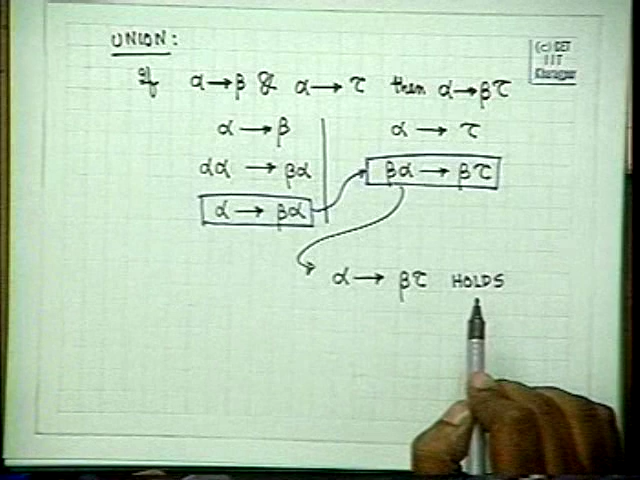 UNION:
(c) CET
IIT
Kharagpur
If α → β & α → τ then α → βτ
α → β
α → τ
αα → βα
βα → βτ
α → βα
α → βτ HOLDS